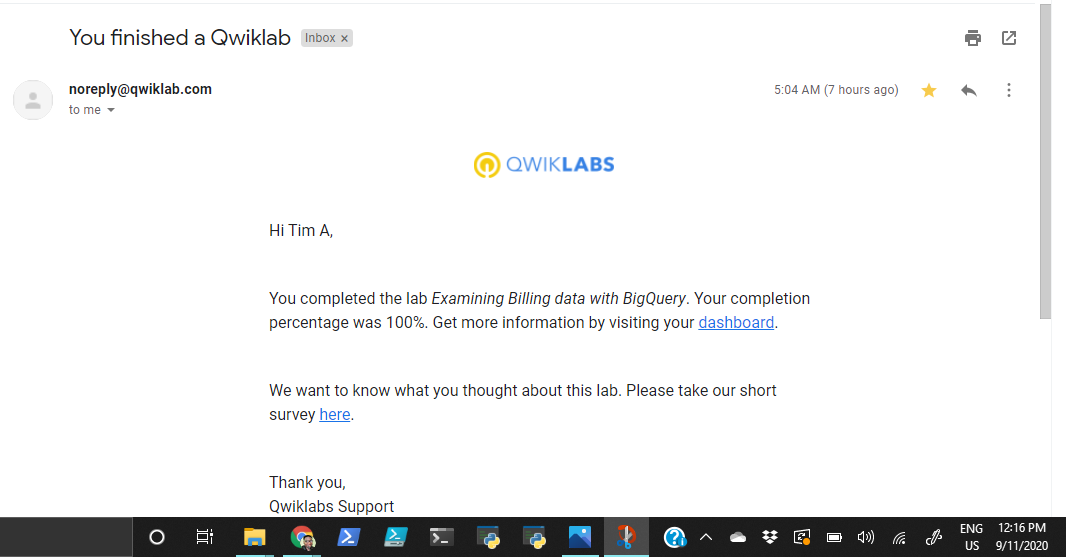 You finished a Qwiklab Inbox x
noreply@qwiklab.com 5:04 AM (7 hours ago)
to me
QWIKLABS
Hi Tim A,
You completed the lab Examining Billing data with BigQuery. Your completion
percentage was 100%. Get more information by visiting your dashboard.
We want to know what you thought about this lab. Please take our short
survey here.
Thank you,
Qwiklabs Support
ENG 12:16 PM
US 9/11/2020